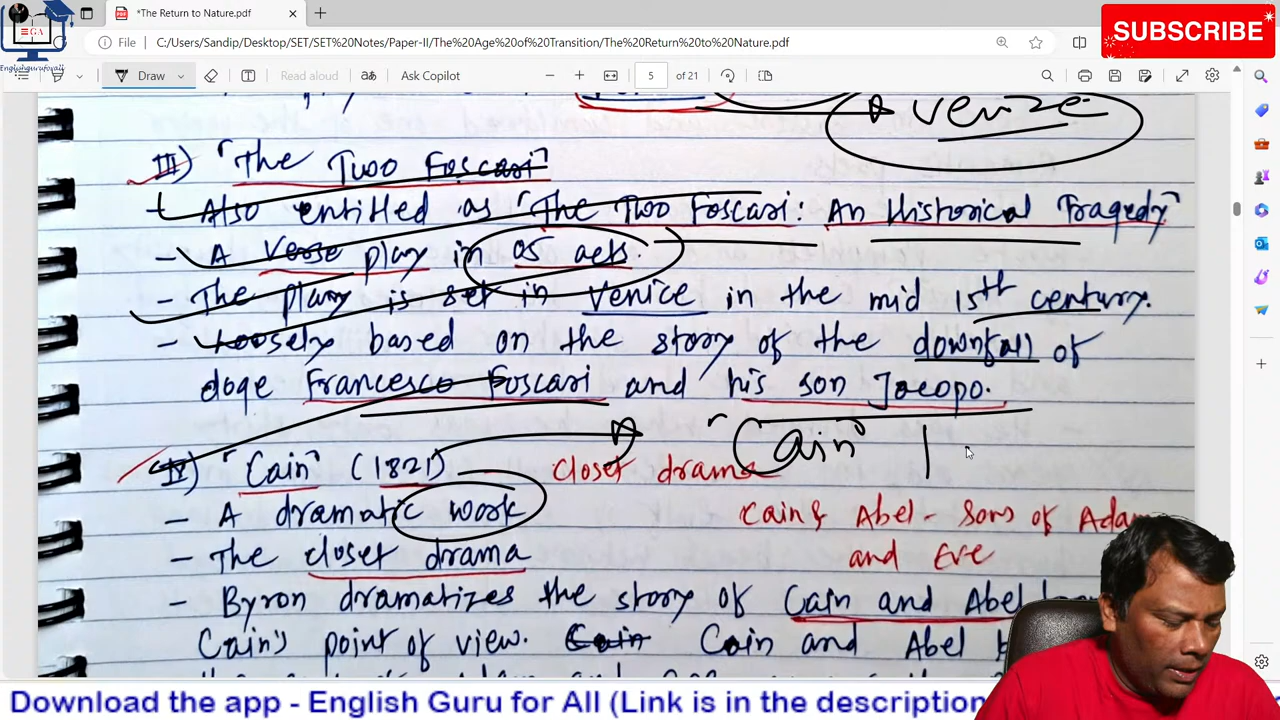 *The Return to Nature.pdf
File C:/Users/Sandip/Desktop/SET/SET%20Notes/Paper-II/The%20Age%20of%20Transition/The%20Return%20to%20Nature.pdf
SUBSCRIBE
EGA
Englishguruforall
Draw Read aloud Ask Copilot 5 of 21
venize
III) "The Two Foscari"
Also entitled as "The Two Foscari: An Historical Tragedy"
- A verse play in 05 acts.
- The play is set in Venice in the mid 15th century.
- Loosely based on the story of the downfall of
doge Francesco Foscari and his son Jacopo.
"Cain"
IV) "Cain" (1821) closet drama
- A dramatic work Cain & Abel - Sons of Adam
- The closet drama and Eve
- Byron dramatizes the story of Cain and Abel
Cain's point of view. Cain Cain and Abel
Download the app - English Guru for All (Link is in the description)